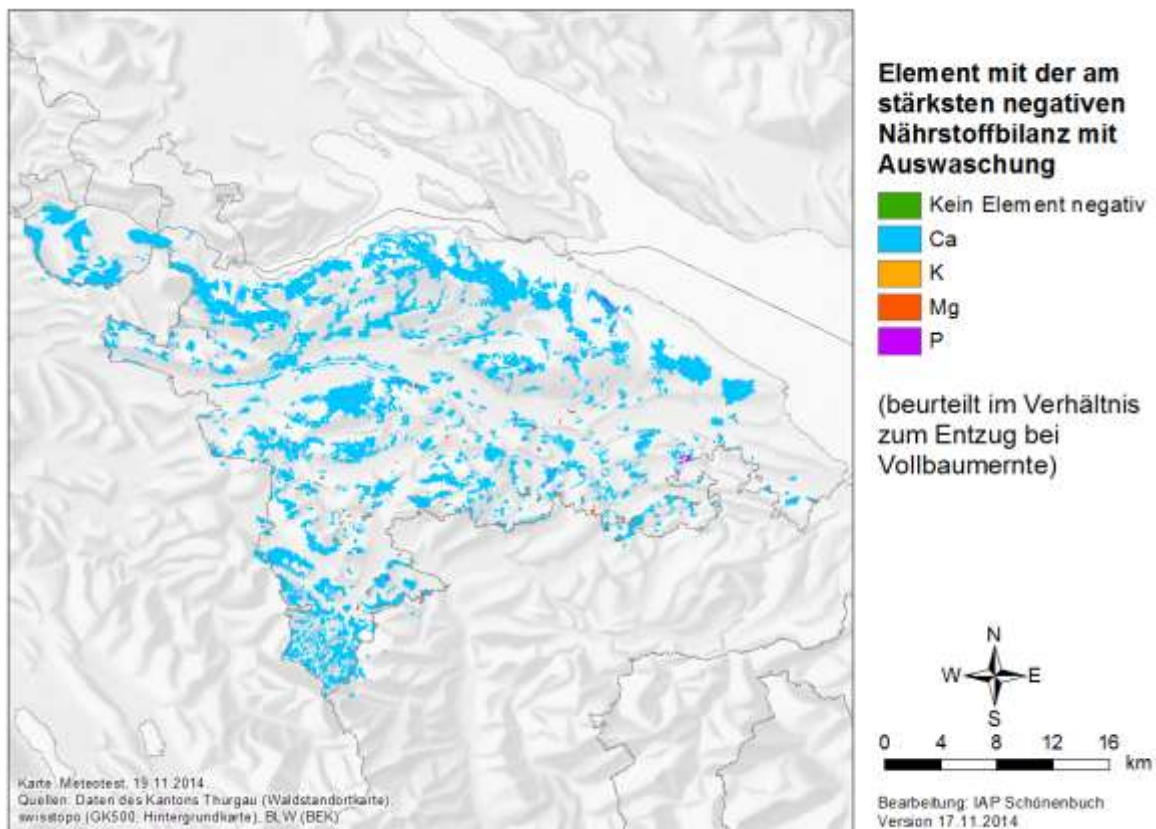 Element mit der am
stärksten negativen
Nährstoffbilanz mit
Auswaschung
Kein Element negativ
Ca
K
Mg
P
(beurteilt im Verhältnis
zum Entzug bei
Vollbaumernte)
N
W E
S
0 4 8 12 16
km
Karte: Meteotest, 19.11.2014.
Quellen: Daten des Kantons Thurgau (Waldstandortkarte),
swisstopo (GK500, Hintergrundkarte), BLW (BEK)
Bearbeitung: IAP Schönenbuch
Version 17.11.2014